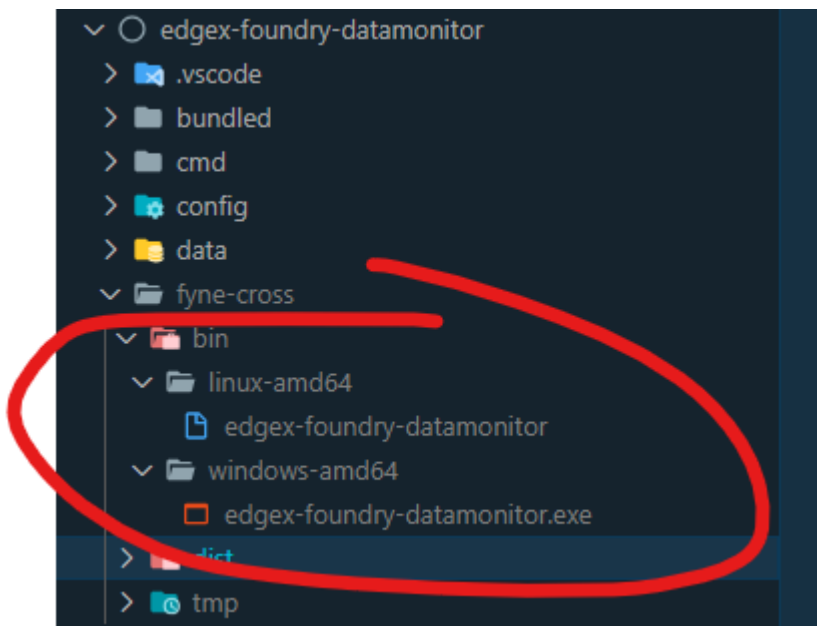 edgex-foundry-datamonitor
.vscode
bundled
cmd
config
data
fyne-cross
bin
linux-amd64
edgex-foundry-datamonitor
windows-amd64
edgex-foundry-datamonitor.exe
dist
tmp